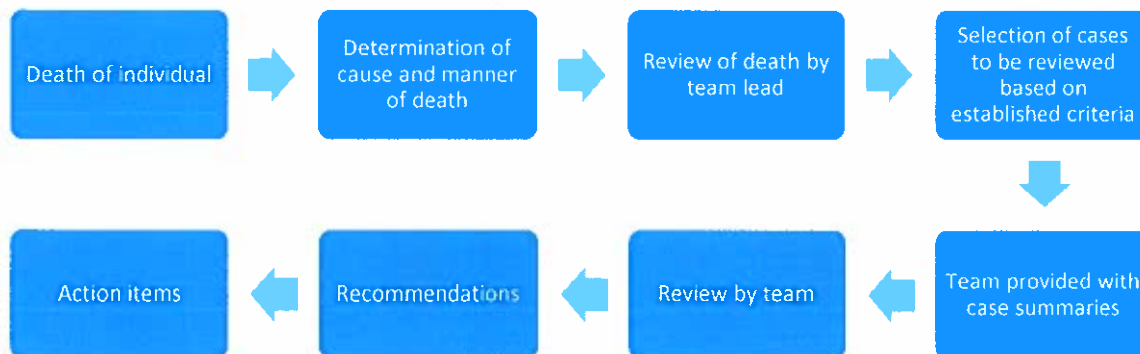 Death of individual
Determination of
cause and manner
of death
Review of death by
team lead
Selection of cases
to be reviewed
based on
established criteria
Team provided with
case summaries
Review by team
Recommendations
Action items